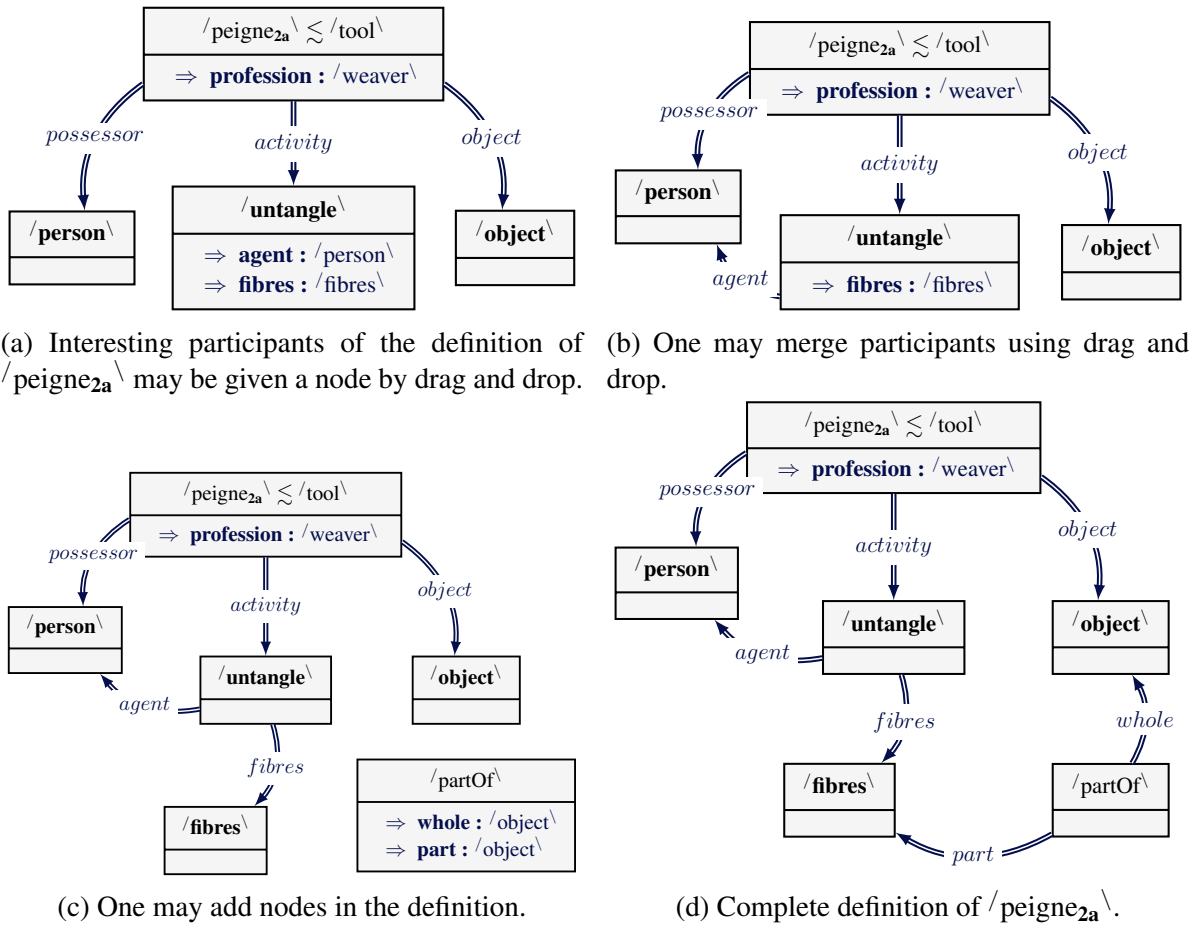 /peigne2a\ ≲ /tool\
⇒ profession : /weaver\
possessor
activity
object
/person\
/untangle\
⇒ agent : /person\
⇒ fibres : /fibres\
/object\
(a) Interesting participants of the definition of
/peigne2a\ may be given a node by drag and drop.
/peigne2a\ ≲ /tool\
⇒ profession : /weaver\
possessor
activity
object
/person\
agent
/untangle\
⇒ fibres : /fibres\
/object\
(b) One may merge participants using drag and
drop.
/peigne2a\ ≲ /tool\
⇒ profession : /weaver\
possessor
activity
object
/person\
agent
/untangle\
/object\
fibres
/fibres\
/partOf\
⇒ whole : /object\
⇒ part : /object\
(c) One may add nodes in the definition.
/peigne2a\ ≲ /tool\
⇒ profession : /weaver\
possessor
activity
object
/person\
agent
/untangle\
/object\
fibres
whole
/fibres\
/partOf\
part
(d) Complete definition of /peigne2a\.